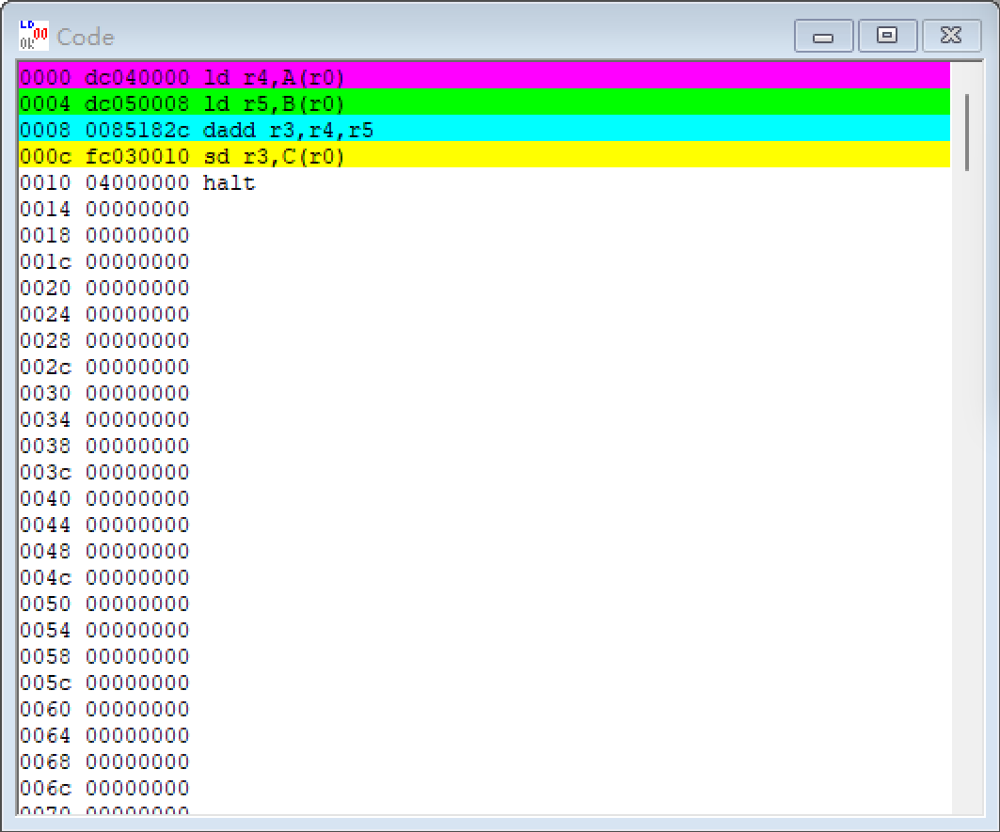 Code
0000 dc040000 ld r4,A(r0)
0004 dc050008 ld r5,B(r0)
0008 0085182c dadd r3,r4,r5
000c fc030010 sd r3,C(r0)
0010 04000000 halt
0014 00000000
0018 00000000
001c 00000000
0020 00000000
0024 00000000
0028 00000000
002c 00000000
0030 00000000
0034 00000000
0038 00000000
003c 00000000
0040 00000000
0044 00000000
0048 00000000
004c 00000000
0050 00000000
0054 00000000
0058 00000000
005c 00000000
0060 00000000
0064 00000000
0068 00000000
006c 00000000
0070 00000000